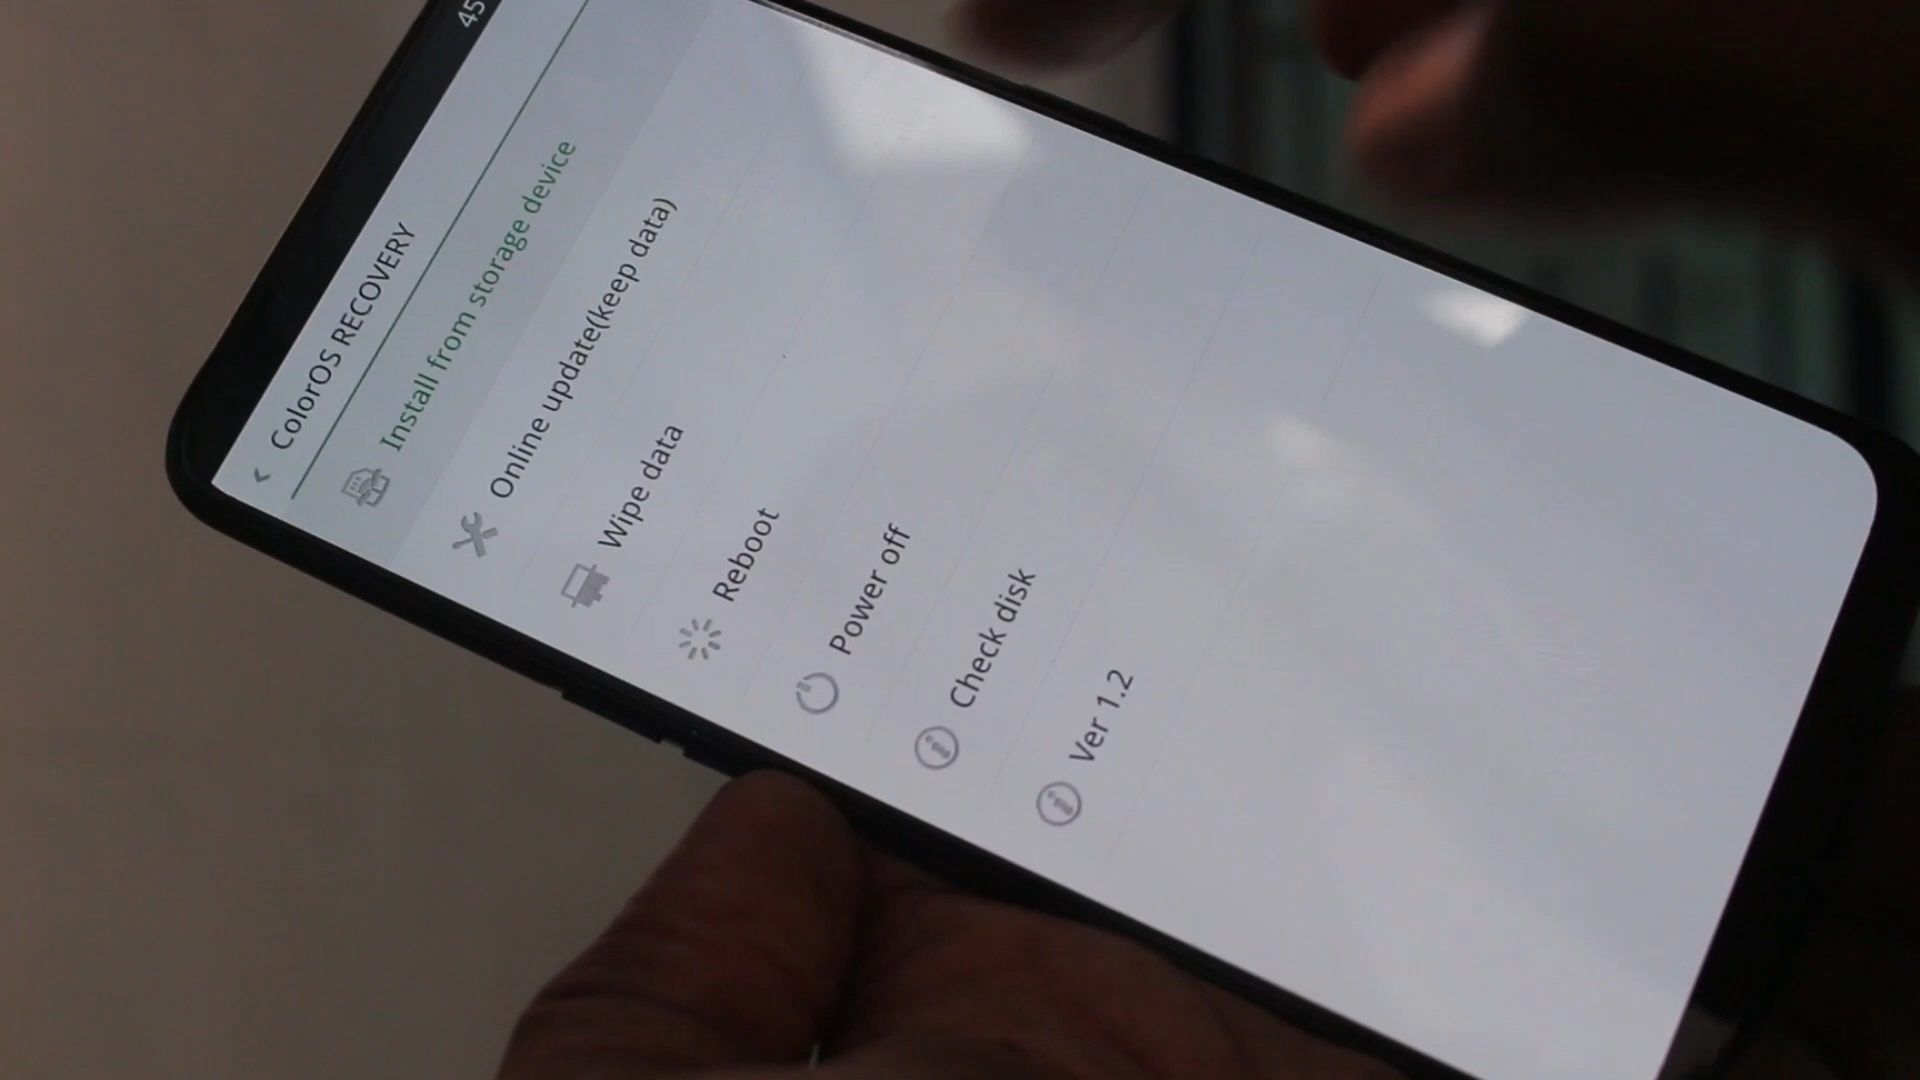 45
ColorOS RECOVERY
Install from storage device
Online update(keep data)
Wipe data
Reboot
Power off
Check disk
Ver 1.2